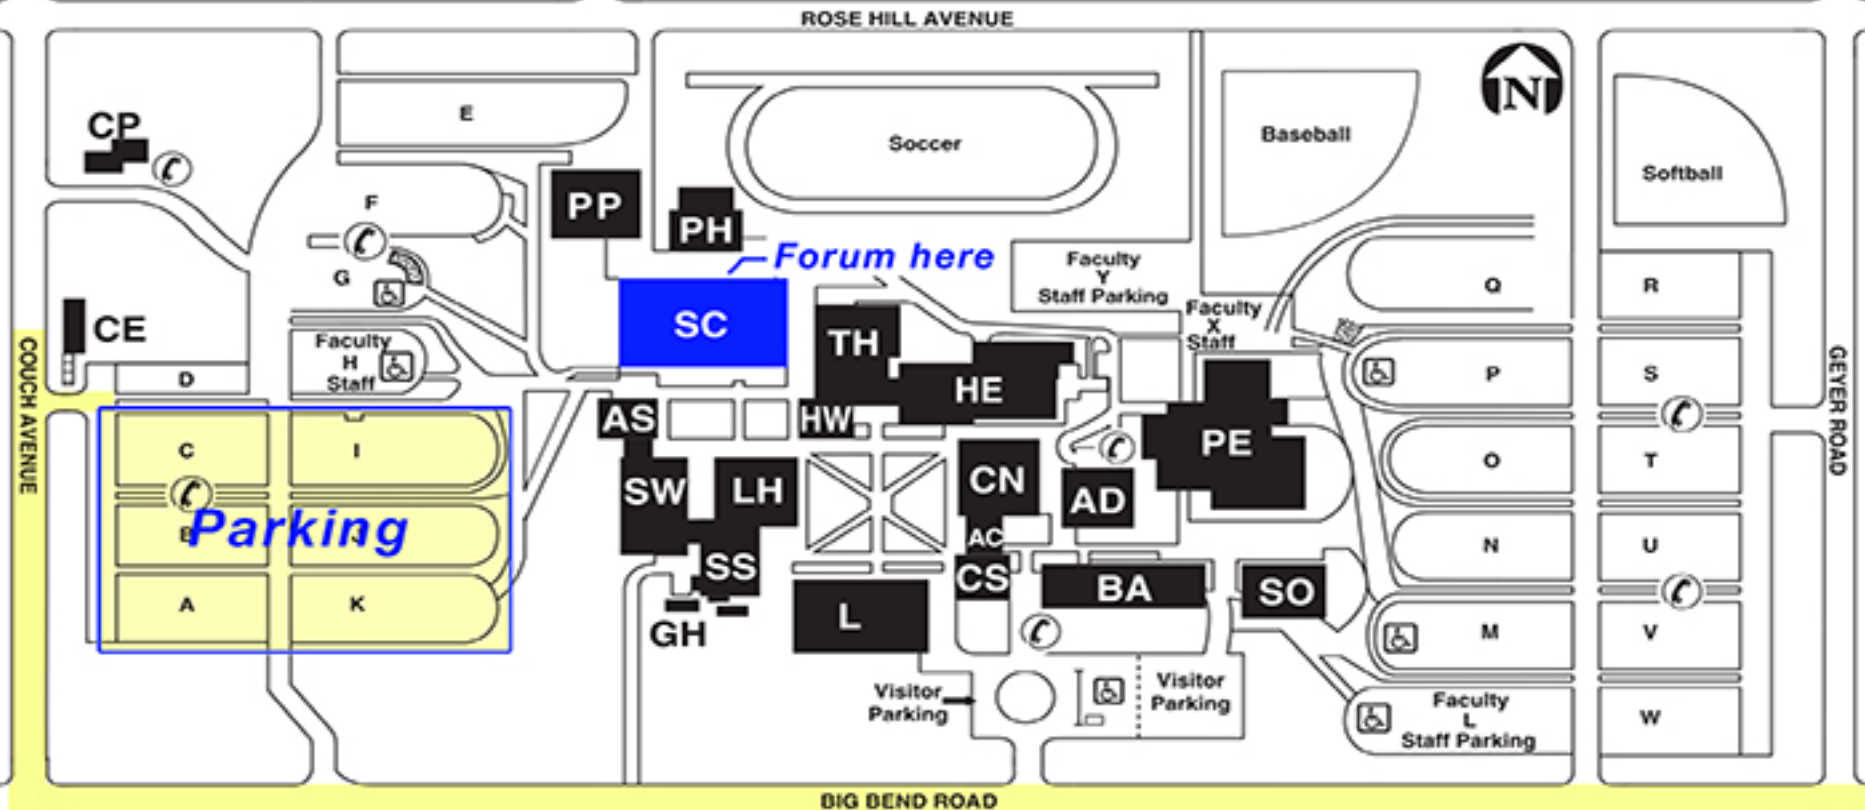 ROSE HILL AVENUE
N
E
Soccer
Baseball
Softball
CP
F
PP
PH
Forum here
G
Faculty
Y
Staff Parking
Faculty
X
Staff
Q
R
CE
SC
TH
Faculty
H
Staff
D
HE
P
S
COUCH AVENUE
GEYER ROAD
AS
HW
PE
C
I
O
T
SW
LH
CN
AD
Parking
B
J
AC
N
U
SS
CS
BA
SO
A
K
GH
L
M
V
Visitor
Parking
Visitor
Parking
Faculty
L
Staff Parking
W
BIG BEND ROAD